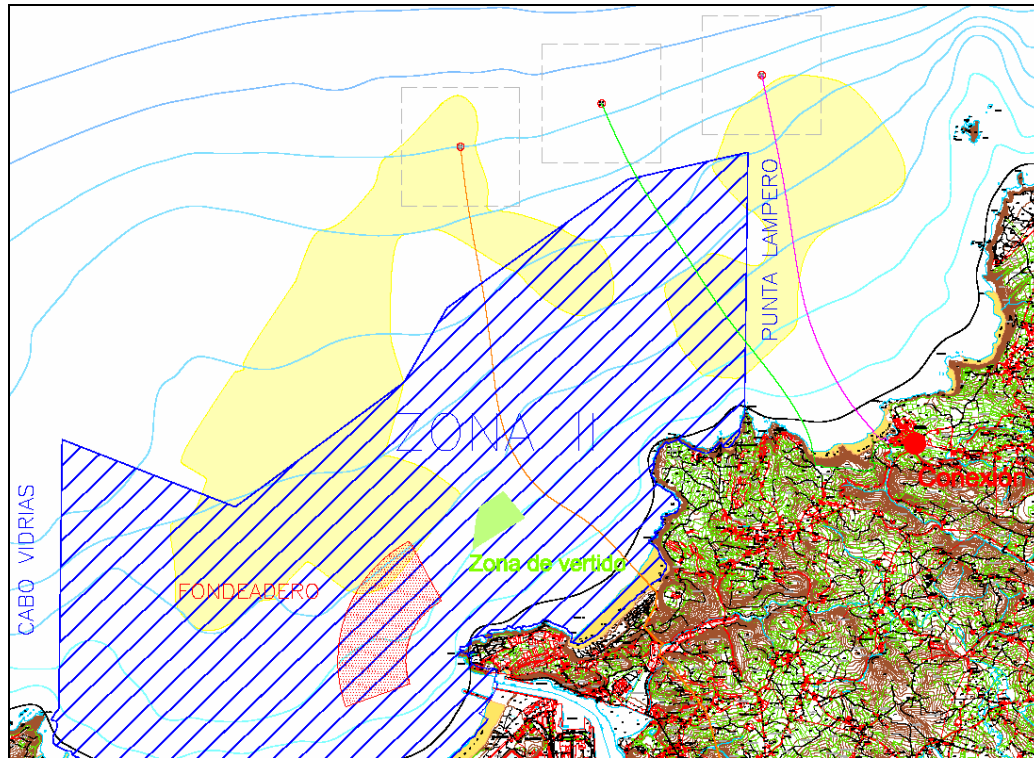 PUNTA LAMPERO
ZONA II
Conexión
CABO VIDRIAS
Zona de vertido
FONDEADERO